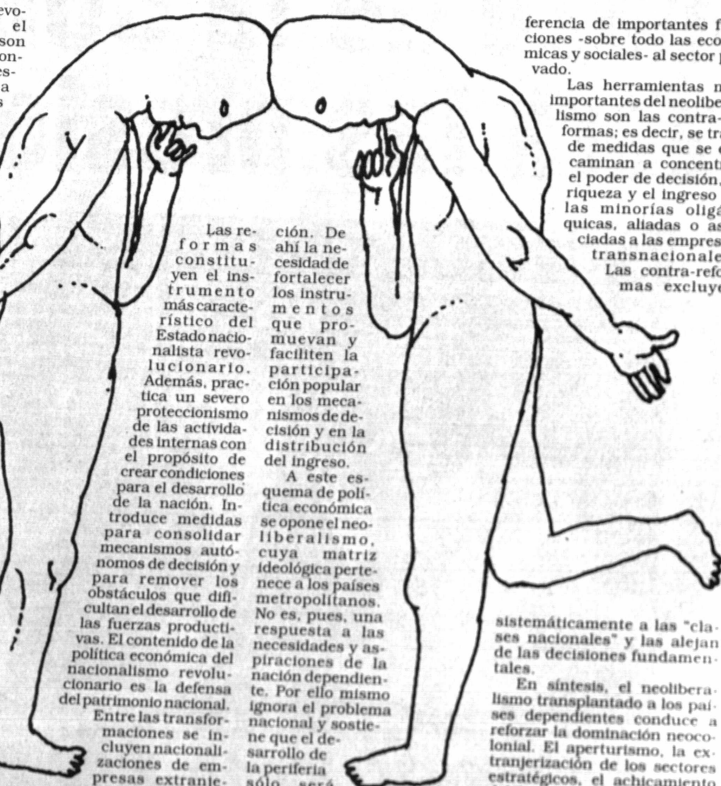 evo-
el
son
on-
es-
a
s
Las re-
formas
constitu-
yen el ins-
trumento
más caracte-
rístico del
Estado nacio-
nalista revo-
lucionario.
Además, prac-
tica un severo
proteccionismo
de las activida-
des internas con
el propósito de
crear condiciones
para el desarrollo
de la nación. In-
troduce medidas
para consolidar
mecanismos autó-
nomos de decisión y
para remover los
obstáculos que difi-
cultan el desarrollo de
las fuerzas producti-
vas. El contenido de la
política económica del
nacionalismo revolu-
cionario es la defensa
del patrimonio nacional.
Entre las transfor-
maciones se in-
cluyen nacionali-
zaciones de em-
presas extranje-
ción. De
ahí la ne-
cesidad de
fortalecer
los instru-
mentos
que pro-
muevan y
faciliten la
participa-
ción popular
en los meca-
nismos de de-
cisión y en la
distribución
del ingreso.
A este es-
quema de polí-
tica económica
se opone el neo-
liberalismo,
cuya matriz
ideológica perte-
nece a los países
metropolitanos.
No es, pues, una
respuesta a las
necesidades y as-
piraciones de la
nación dependien-
te. Por ello mismo
ignora el problema
nacional y sostie-
ne que el de-
sarrollo de
la periferia
sólo será
ferencia de importantes f
ciones -sobre todo las eco
micas y sociales- al sector p
vado.
Las herramientas m
importantes del neolibe
lismo son las contra-
formas; es decir, se tra
de medidas que se e
caminan a concentr
el poder de decisión,
riqueza y el ingreso
las minorías oligá
quicas, aliadas o as
ciadas a las empres
transnacionale
Las contra-refo
mas excluye
sistemáticamente a las "cla-
ses nacionales" y las alejan
de las decisiones fundamen-
tales.
En síntesis, el neolibera-
lismo transplantado a los paí-
ses dependientes conduce a
reforzar la dominación neoco-
lonial. El aperturismo, la ex-
tranjerización de los sectores
estratégicos, el achicamiento